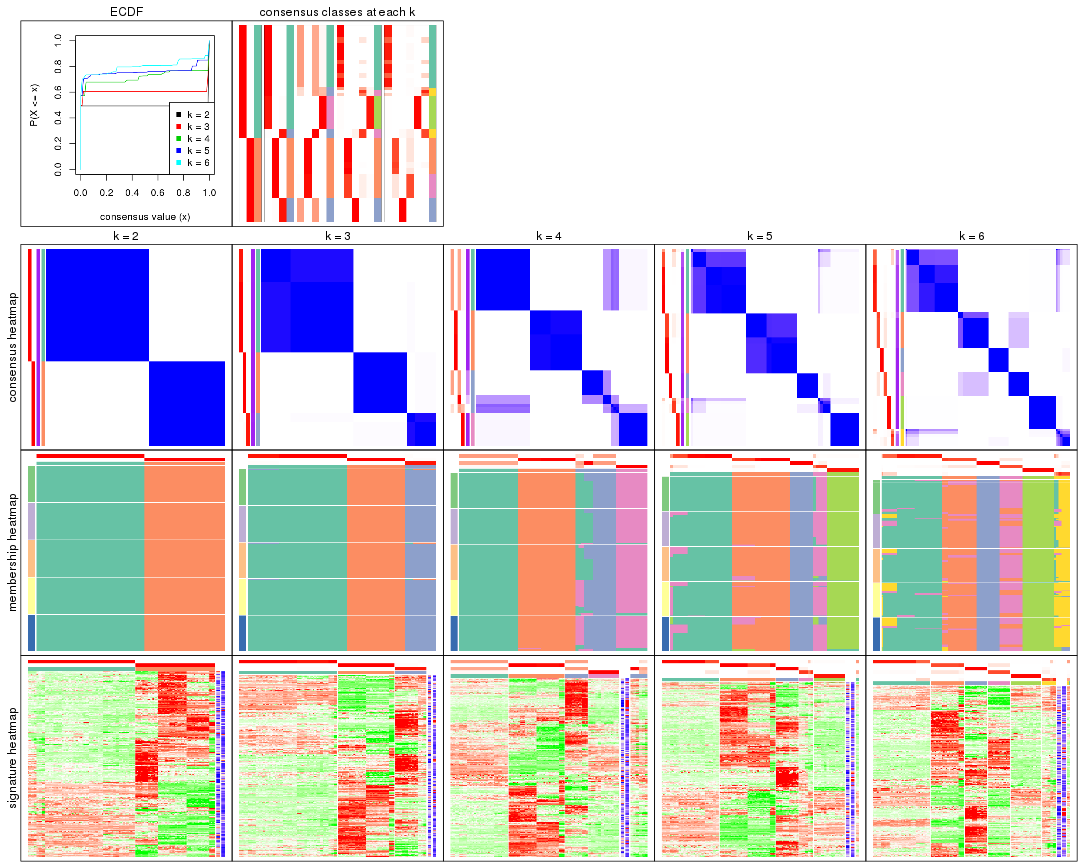 ECDF
consensus classes at each k
P(X <= x)
0.0 0.2 0.4 0.6 0.8 1.0
k = 2
k = 3
k = 4
k = 5
k = 6
0.0 0.2 0.4 0.6 0.8 1.0
consensus value (x)
k = 2 k = 3 k = 4 k = 5 k = 6
consensus heatmap
membership heatmap
signature heatmap